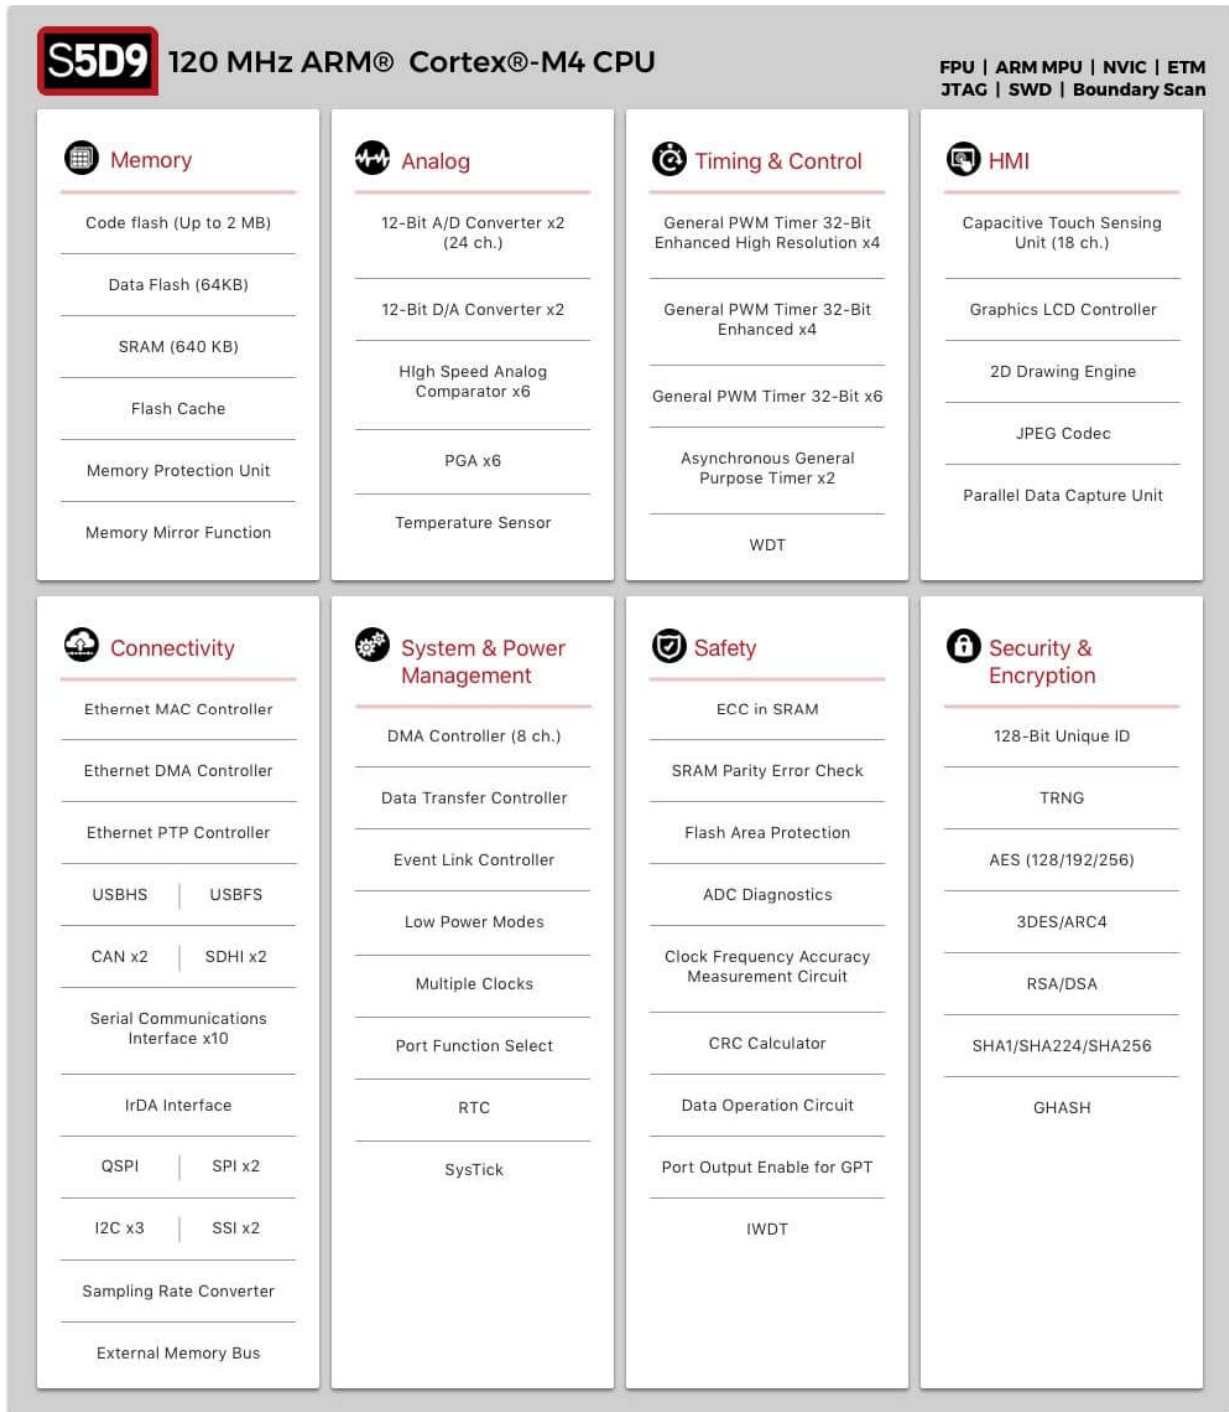 S5D9 120 MHz ARM® Cortex®-M4 CPU
FPU | ARM MPU | NVIC | ETM
JTAG | SWD | Boundary Scan
Memory
Code flash (Up to 2 MB)
Data Flash (64KB)
SRAM (640 KB)
Flash Cache
Memory Protection Unit
Memory Mirror Function
Analog
12-Bit A/D Converter x2
(24 ch.)
12-Bit D/A Converter x2
HIgh Speed Analog
Comparator x6
PGA x6
Temperature Sensor
Timing & Control
General PWM Timer 32-Bit
Enhanced High Resolution x4
General PWM Timer 32-Bit
Enhanced x4
General PWM Timer 32-Bit x6
Asynchronous General
Purpose Timer x2
WDT
HMI
Capacitive Touch Sensing
Unit (18 ch.)
Graphics LCD Controller
2D Drawing Engine
JPEG Codec
Parallel Data Capture Unit
Connectivity
Ethernet MAC Controller
Ethernet DMA Controller
Ethernet PTP Controller
USBHS | USBFS
CAN x2 | SDHI x2
Serial Communications
Interface x10
IrDA Interface
QSPI | SPI x2
I2C x3 | SSI x2
Sampling Rate Converter
External Memory Bus
System & Power
Management
DMA Controller (8 ch.)
Data Transfer Controller
Event Link Controller
Low Power Modes
Multiple Clocks
Port Function Select
RTC
SysTick
Safety
ECC in SRAM
SRAM Parity Error Check
Flash Area Protection
ADC Diagnostics
Clock Frequency Accuracy
Measurement Circuit
CRC Calculator
Data Operation Circuit
Port Output Enable for GPT
IWDT
Security &
Encryption
128-Bit Unique ID
TRNG
AES (128/192/256)
3DES/ARC4
RSA/DSA
SHA1/SHA224/SHA256
GHASH